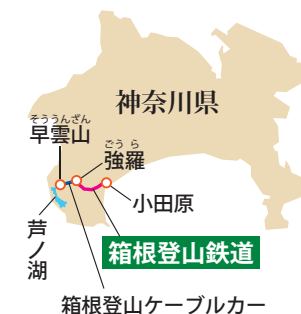 神奈川県
そううんざん
早雲山
ごうら
強羅
小田原
芦ノ湖
箱根登山鉄道
箱根登山ケーブルカー